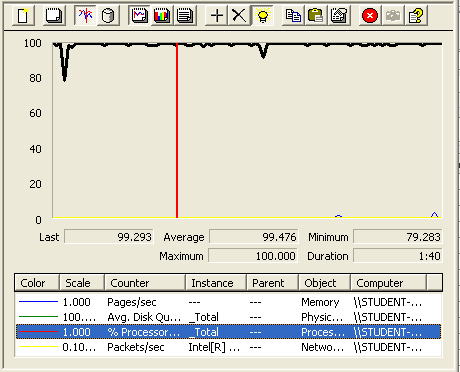 100
80
60
40
20
0
Last 99.293 Average 99.476 Minimum 79.283
Maximum 100.000 Duration 1:40
Color Scale Counter Instance Parent Object Computer
1.000 Pages/sec --- --- Memory \\STUDENT-...
100.... Avg. Disk Qu... _Total --- Physic... \\STUDENT-...
1.000 % Processor... _Total --- Proces... \\STUDENT-...
0.10... Packets/sec Intel[R] ... --- Netwo... \\STUDENT-...